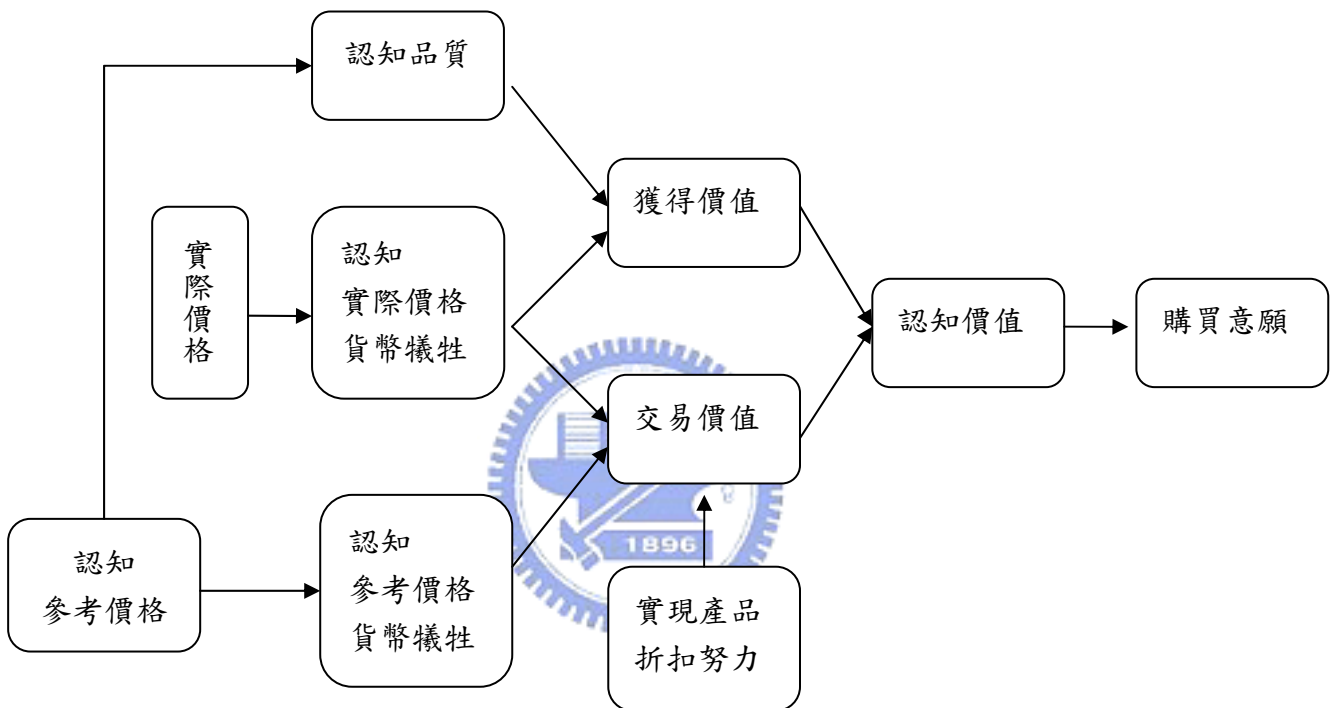 認知品質
獲得價值
實際價格
認知
實際價格
貨幣犧牲
認知價值
購買意願
交易價值
1896
認知
參考價格
認知
參考價格
貨幣犧牲
實現產品
折扣努力